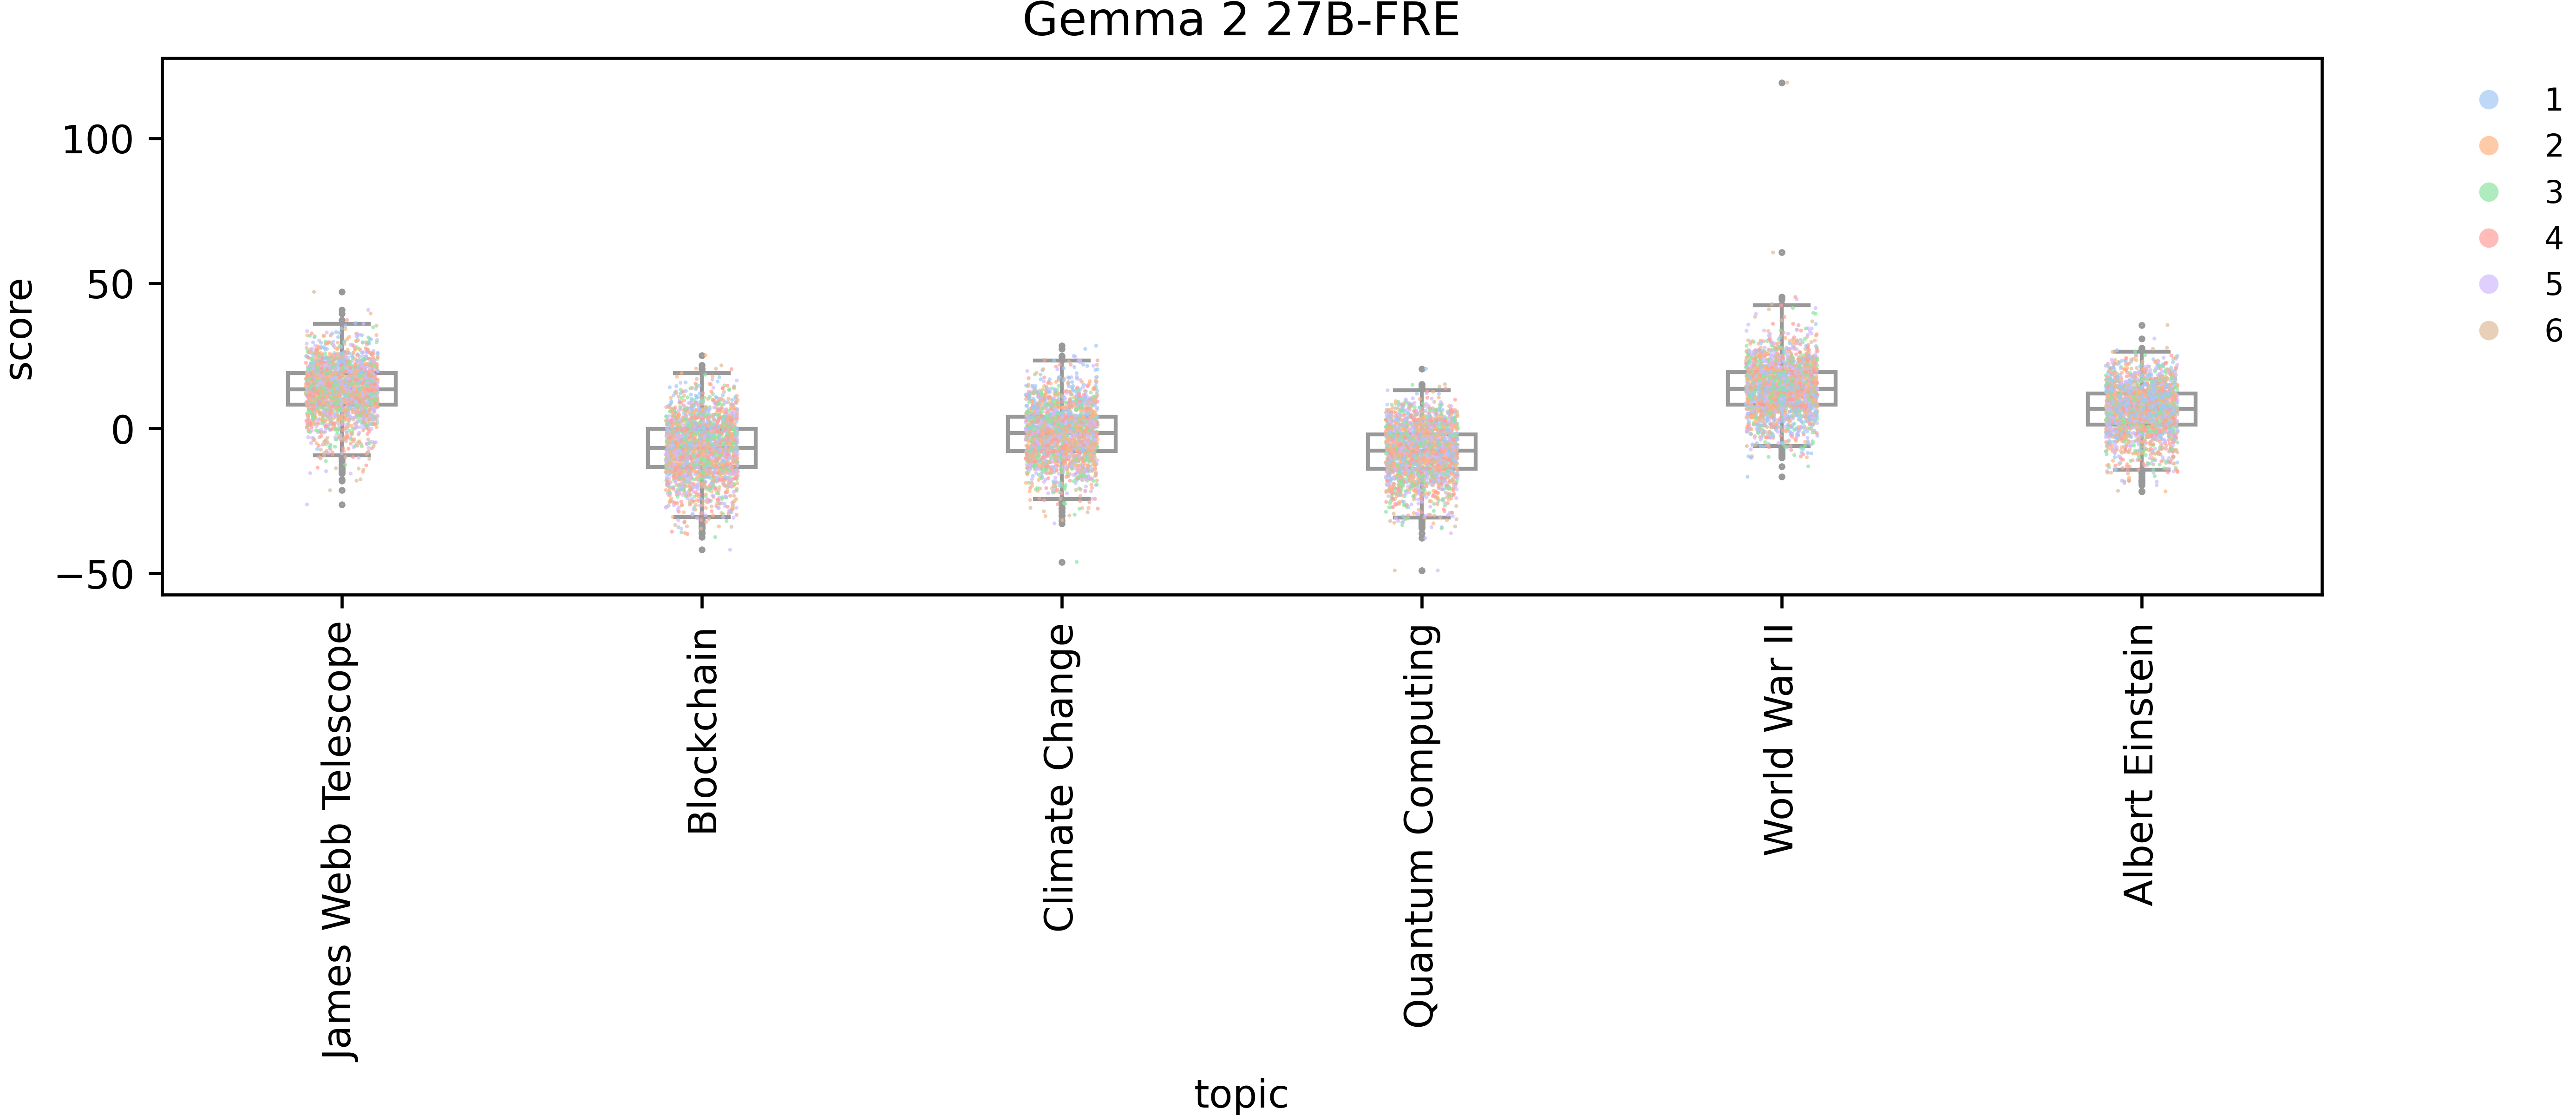 Gemma 2 27B-FRE
score
100
50
0
−50
James Webb Telescope
Blockchain
Climate Change
Quantum Computing
World War II
Albert Einstein
topic
1
2
3
4
5
6